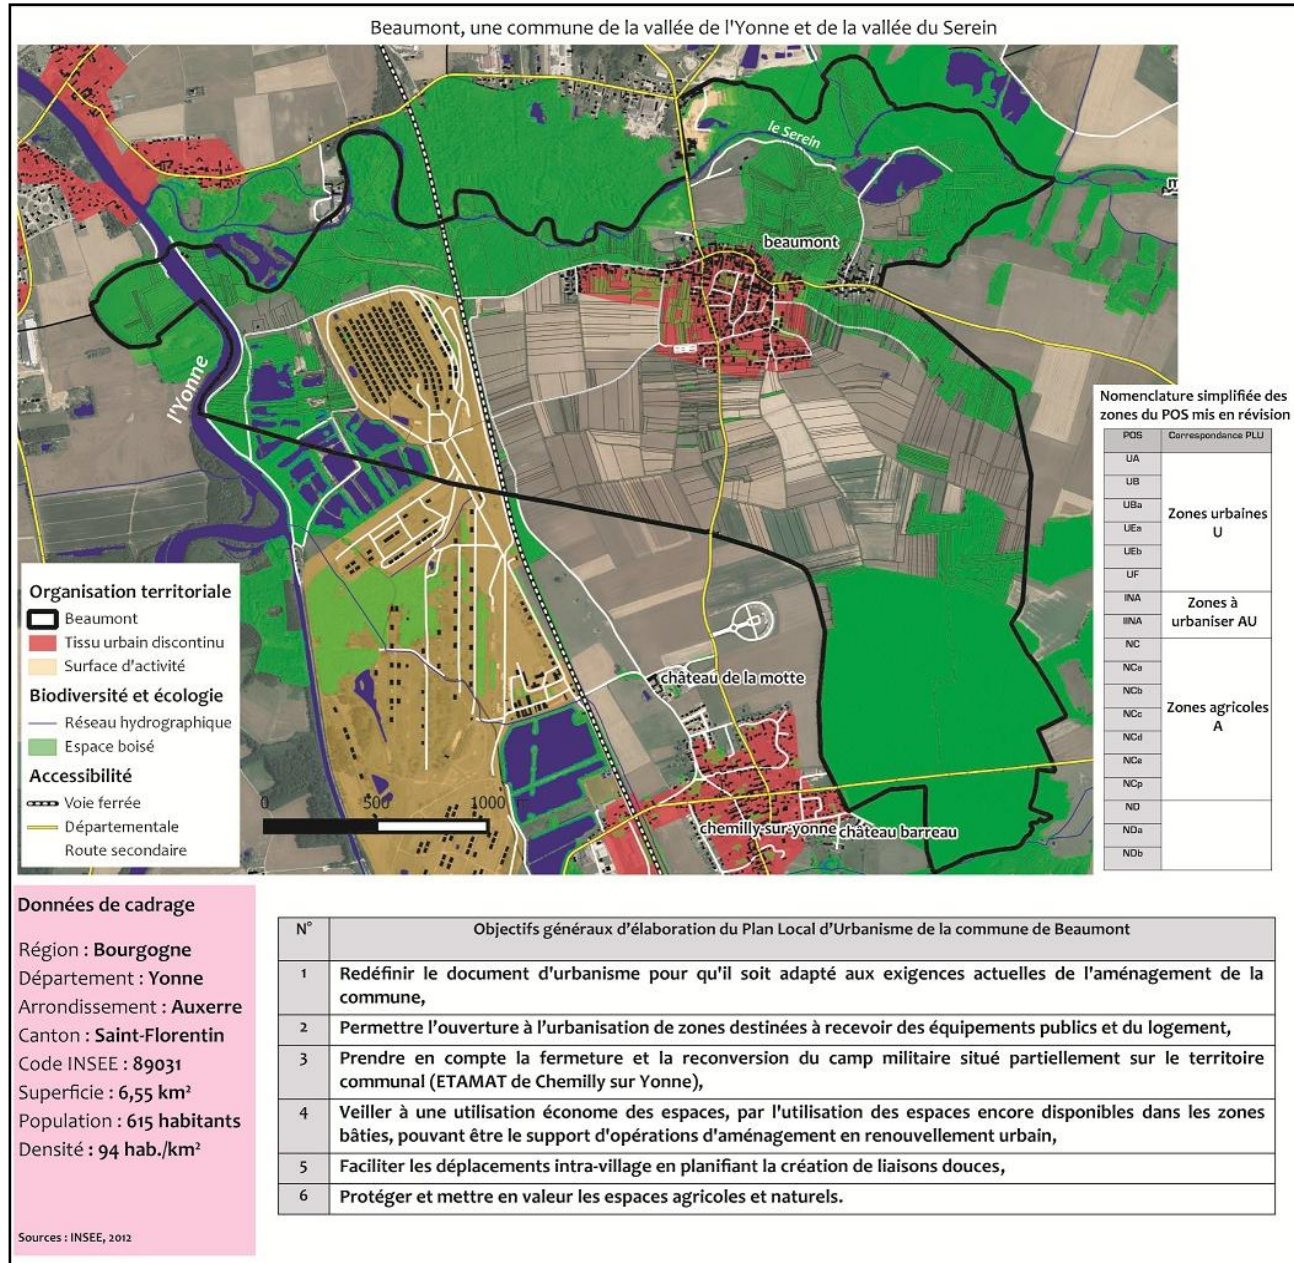 Beaumont, une commune de la vallée de l'Yonne et de la vallée du Serein
le Serein
beaumont
l'Yonne
château de la motte
chemilly-sur-yonne
château barreau
Organisation territoriale
Beaumont
Tissu urbain discontinu
Surface d'activité
Biodiversité et écologie
Réseau hydrographique
Espace boisé
Accessibilité
Voie ferrée
Départementale
Route secondaire
0 500 1000
Nomenclature simplifiée des
zones du POS mis en révision
POS Correspondance PLU
UA
UB
UBa
UEa
UEb
UF
Zones urbaines
U
INA
IINA
Zones à
urbaniser AU
NC
NCa
NCb
NCc
NCd
NCe
NCp
Zones agricoles
A
ND
NDa
NDb
Données de cadrage
Région : Bourgogne
Département : Yonne
Arrondissement : Auxerre
Canton : Saint-Florentin
Code INSEE : 89031
Superficie : 6,55 km²
Population : 615 habitants
Densité : 94 hab./km²
Sources : INSEE, 2012
N° Objectifs généraux d'élaboration du Plan Local d'Urbanisme de la commune de Beaumont
1 Redéfinir le document d'urbanisme pour qu'il soit adapté aux exigences actuelles de l'aménagement de la
commune,
2 Permettre l'ouverture à l'urbanisation de zones destinées à recevoir des équipements publics et du logement,
3 Prendre en compte la fermeture et la reconversion du camp militaire situé partiellement sur le territoire
communal (ETAMAT de Chemilly sur Yonne),
4 Veiller à une utilisation économe des espaces, par l'utilisation des espaces encore disponibles dans les zones
bâties, pouvant être le support d'opérations d'aménagement en renouvellement urbain,
5 Faciliter les déplacements intra-village en planifiant la création de liaisons douces,
6 Protéger et mettre en valeur les espaces agricoles et naturels.